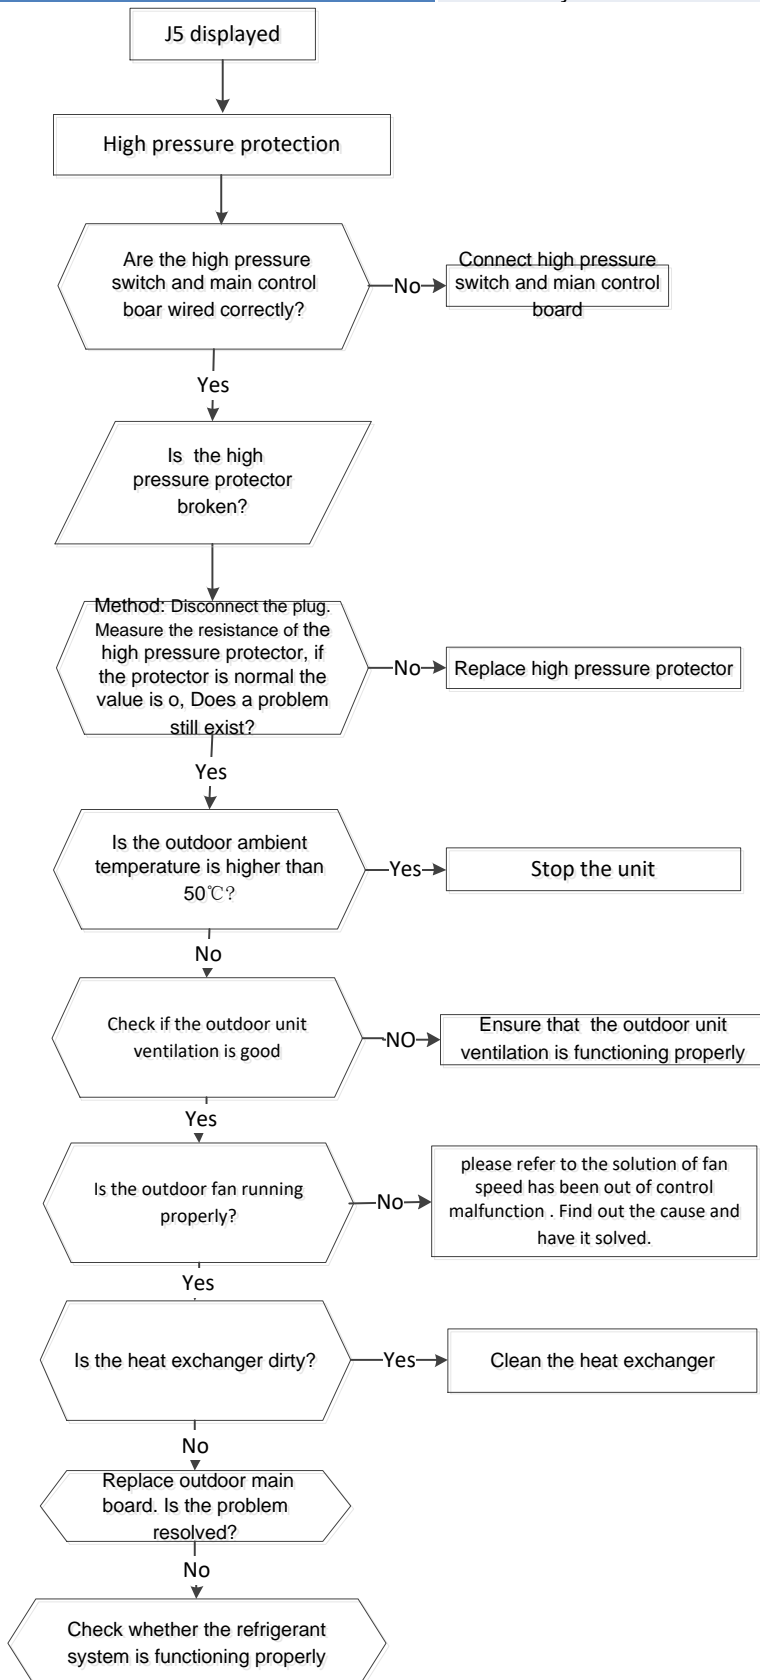 J5 displayed
High pressure protection
Are the high pressure
switch and main control
boar wired correctly?
No
Connect high pressure
switch and mian control
board
Yes
Is the high
pressure protector
broken?
Method: Disconnect the plug.
Measure the resistance of the
high pressure protector, if
the protector is normal the
value is o, Does a problem
still exist?
No
Replace high pressure protector
Yes
Is the outdoor ambient
temperature is higher than
50℃?
Yes
Stop the unit
No
Check if the outdoor unit
ventilation is good
NO
Ensure that the outdoor unit
ventilation is functioning properly
Yes
Is the outdoor fan running
properly?
No
please refer to the solution of fan
speed has been out of control
malfunction . Find out the cause and
have it solved.
Yes
Is the heat exchanger dirty?
Yes
Clean the heat exchanger
No
Replace outdoor main
board. Is the problem
resolved?
No
Check whether the refrigerant
system is functioning properly